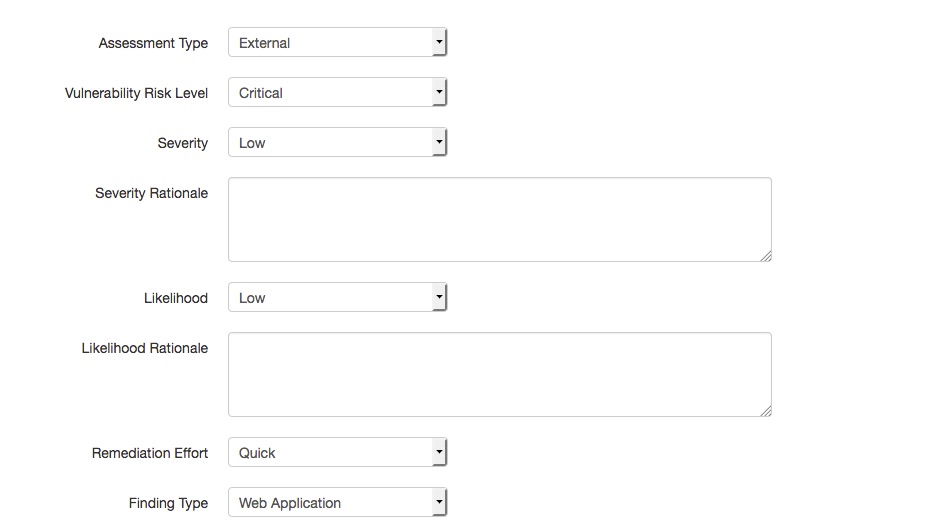 Assessment Type External
Vulnerability Risk Level Critical
Severity Low
Severity Rationale
Likelihood Low
Likelihood Rationale
Remediation Effort Quick
Finding Type Web Application